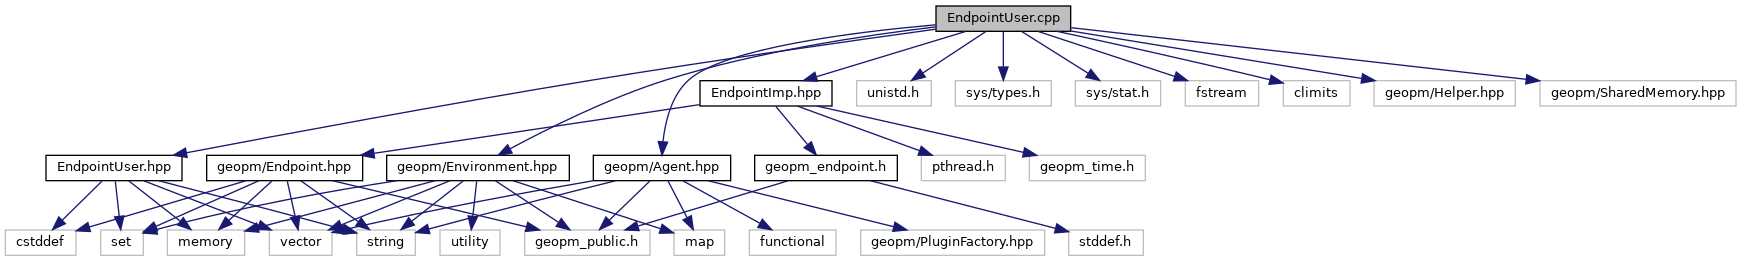 EndpointUser.cpp
EndpointImp.hpp
unistd.h
sys/types.h
sys/stat.h
fstream
climits
geopm/Helper.hpp
geopm/SharedMemory.hpp
EndpointUser.hpp
geopm/Endpoint.hpp
geopm/Environment.hpp
geopm/Agent.hpp
geopm_endpoint.h
pthread.h
geopm_time.h
cstddef
set
memory
vector
string
utility
geopm_public.h
map
functional
geopm/PluginFactory.hpp
stddef.h